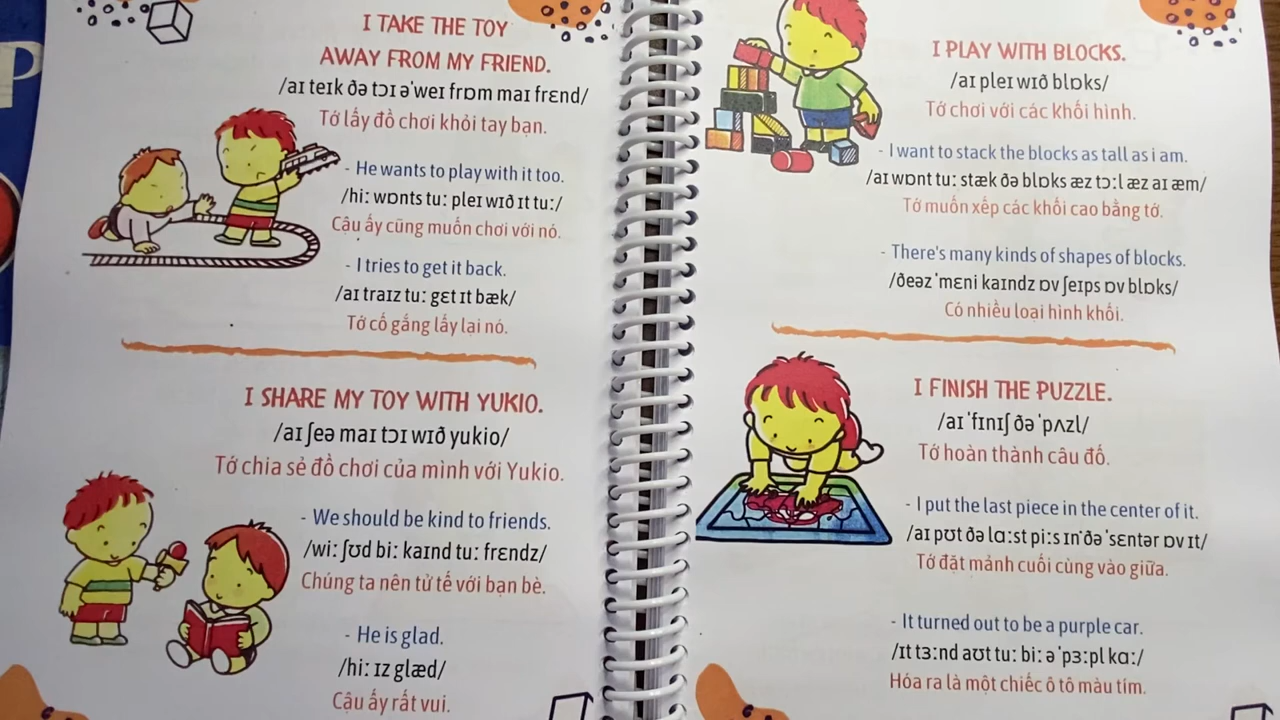 I TAKE THE TOY
AWAY FROM MY FRIEND.
/aɪ teɪk ðə tɔɪ əˈweɪ frɒm maɪ frɛnd/
Tớ lấy đồ chơi khỏi tay bạn.
- He wants to play with it too.
/hiː wɒnts tuː pleɪ wɪð ɪt tuː/
Cậu ấy cũng muốn chơi với nó.
- I tries to get it back.
/aɪ traɪz tuː gɛt ɪt bæk/
Tớ cố gắng lấy lại nó.
I SHARE MY TOY WITH YUKIO.
/aɪ ʃeə maɪ tɔɪ wɪð yukio/
Tớ chia sẻ đồ chơi của mình với Yukio.
- We should be kind to friends.
/wiː ʃʊd biː kaɪnd tuː frɛndz/
Chúng ta nên tử tế với bạn bè.
- He is glad.
/hiː ɪz glæd/
Cậu ấy rất vui.
I PLAY WITH BLOCKS.
/aɪ pleɪ wɪð blɒks/
Tớ chơi với các khối hình.
- I want to stack the blocks as tall as i am.
/aɪ wɒnt tuː stæk ðə blɒks æz tɔːl æz aɪ æm/
Tớ muốn xếp các khối cao bằng tớ.
- There's many kinds of shapes of blocks.
/ðeəz ˈmɛni kaɪndz ɒv ʃeɪps ɒv blɒks/
Có nhiều loại hình khối.
I FINISH THE PUZZLE.
/aɪ ˈfɪnɪʃ ðə ˈpʌzl/
Tớ hoàn thành câu đố.
- I put the last piece in the center of it.
/aɪ pʊt ðə lɑːst piːs ɪnˈðə ˈsɛntər ɒv ɪt/
Tớ đặt mảnh cuối cùng vào giữa.
- It turned out to be a purple car.
/ɪt tɜːnd aʊt tuː biː ə ˈpɜːpl kɑː/
Hóa ra là một chiếc ô tô màu tím.